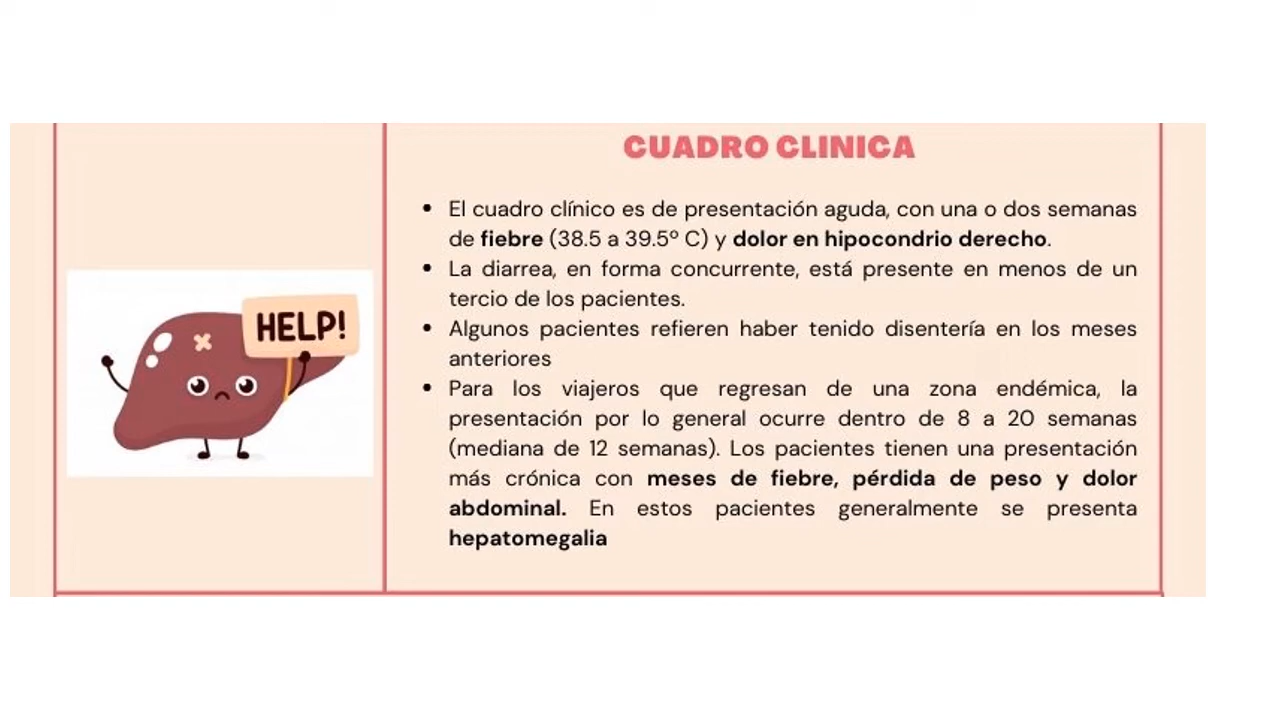 CUADRO CLINICA
• El cuadro clínico es de presentación aguda, con una o dos semanas
de fiebre (38.5 a 39.5º C) y dolor en hipocondrio derecho.
• La diarrea, en forma concurrente, está presente en menos de un
tercio de los pacientes.
• Algunos pacientes refieren haber tenido disentería en los meses
anteriores
• Para los viajeros que regresan de una zona endémica, la
presentación por lo general ocurre dentro de 8 a 20 semanas
(mediana de 12 semanas). Los pacientes tienen una presentación
más crónica con meses de fiebre, pérdida de peso y dolor
abdominal. En estos pacientes generalmente se presenta
hepatomegalia
HELP!